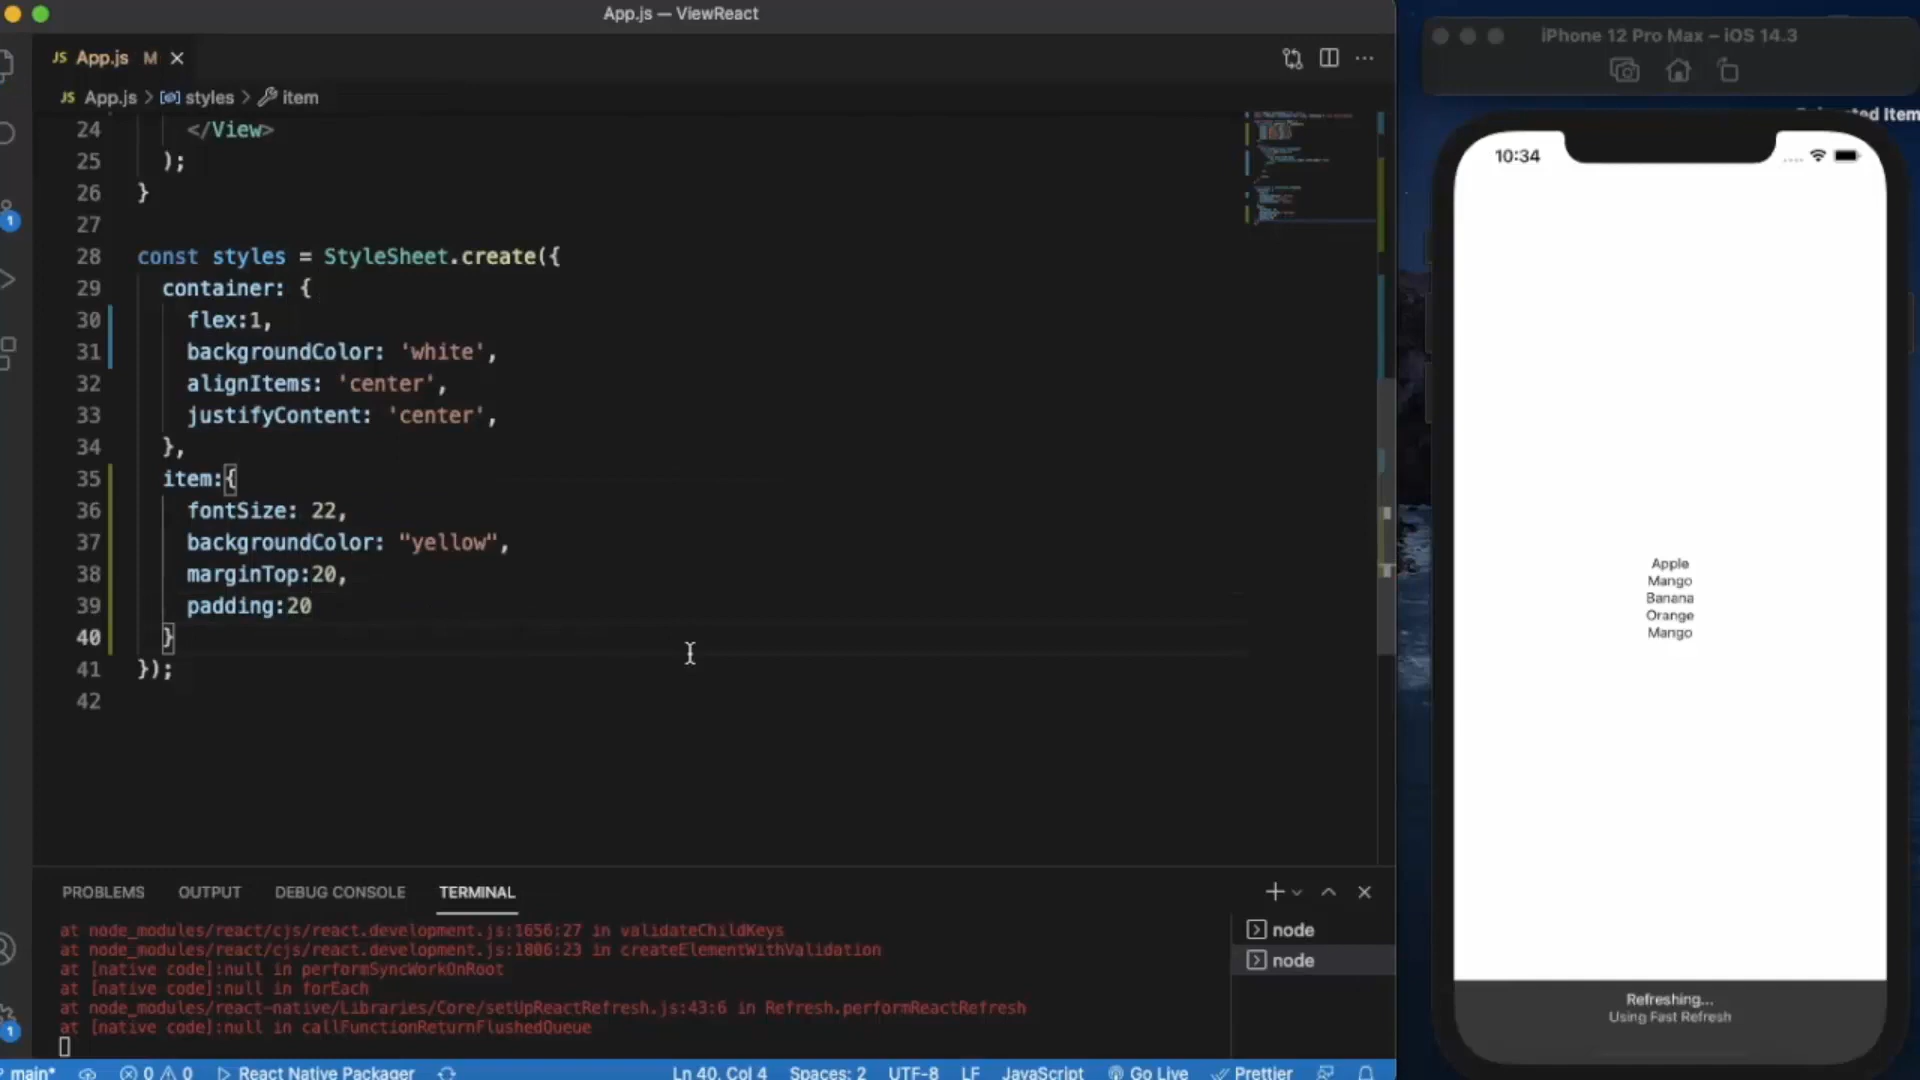 App.js — ViewReact
JS App.js M
JS App.js > styles > item
24 </View>
25 );
26 }
27
28 const styles = StyleSheet.create({
29 container: {
30 flex:1,
31 backgroundColor: 'white',
32 alignItems: 'center',
33 justifyContent: 'center',
34 },
35 item:{
36 fontSize: 22,
37 backgroundColor: "yellow",
38 marginTop:20,
39 padding:20
40 }
41 });
42
PROBLEMS OUTPUT DEBUG CONSOLE TERMINAL
at node_modules/react/cjs/react.development.js:1656:27 in validateChildKeys
at node_modules/react/cjs/react.development.js:1806:23 in createElementWithValidation
at [native code]:null in performSyncWorkOnRoot
at [native code]:null in forEach
at node_modules/react-native/Libraries/Core/setUpReactRefresh.js:43:6 in Refresh.performReactRefresh
at [native code]:null in callFunctionReturnFlushedQueue
node
node
1
1
main* 0 0 React Native Packager Ln 40, Col 4 Spaces: 2 UTF-8 LF JavaScript Go Live Prettier
iPhone 12 Pro Max – iOS 14.3
Item
10:34
Apple
Mango
Banana
Orange
Mango
Refreshing...
Using Fast Refresh